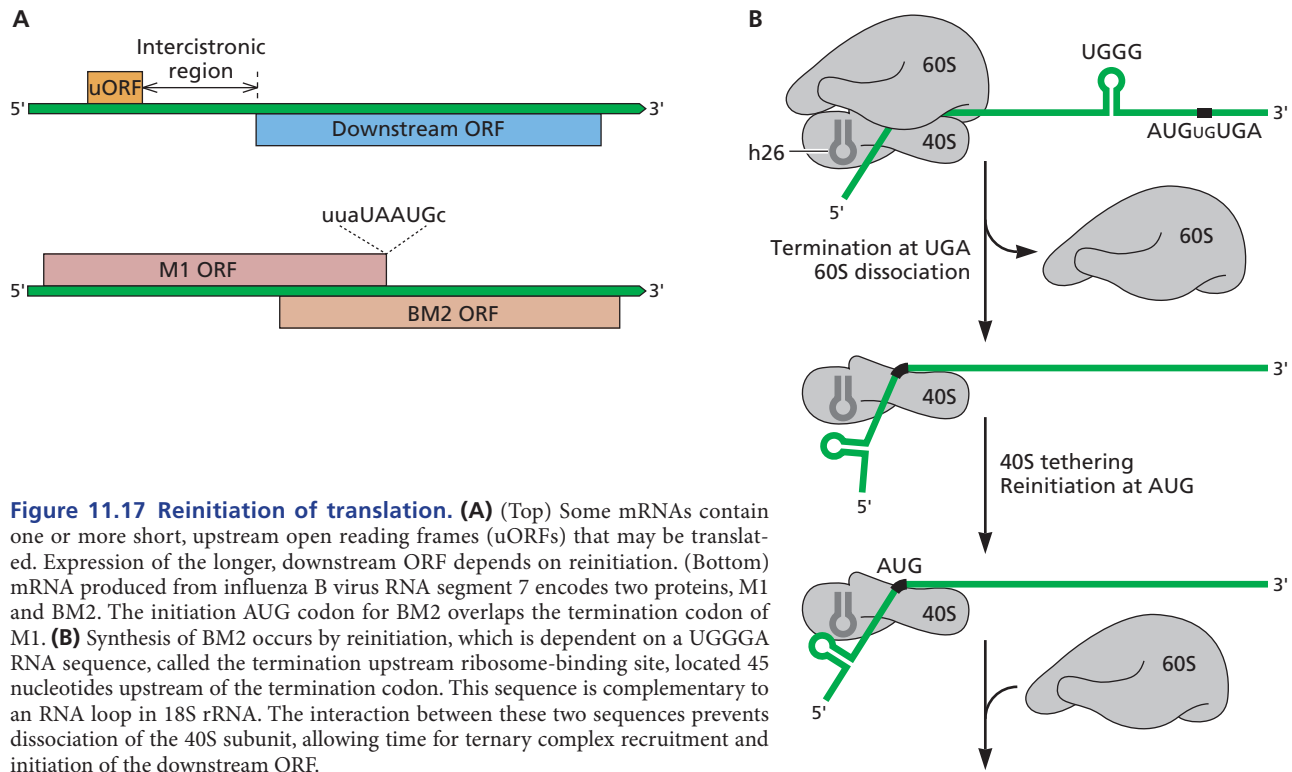 A
Intercistronic
region
uORF
5'
3'
Downstream ORF
uuaUAAUGc
M1 ORF
5'
3'
BM2 ORF
Figure 11.17 Reinitiation of translation. (A) (Top) Some mRNAs contain
one or more short, upstream open reading frames (uORFs) that may be translat-
ed. Expression of the longer, downstream ORF depends on reinitiation. (Bottom)
mRNA produced from influenza B virus RNA segment 7 encodes two proteins, M1
and BM2. The initiation AUG codon for BM2 overlaps the termination codon of
M1. (B) Synthesis of BM2 occurs by reinitiation, which is dependent on a UGGGA
RNA sequence, called the termination upstream ribosome-binding site, located 45
nucleotides upstream of the termination codon. This sequence is complementary to
an RNA loop in 18S rRNA. The interaction between these two sequences prevents
dissociation of the 40S subunit, allowing time for ternary complex recruitment and
initiation of the downstream ORF.
B
60S
UGGG
3'
AUGUGUGA
40S
h26
5'
Termination at UGA
60S dissociation
60S
3'
40S
5'
40S tethering
Reinitiation at AUG
AUG
3'
40S
60S
5'